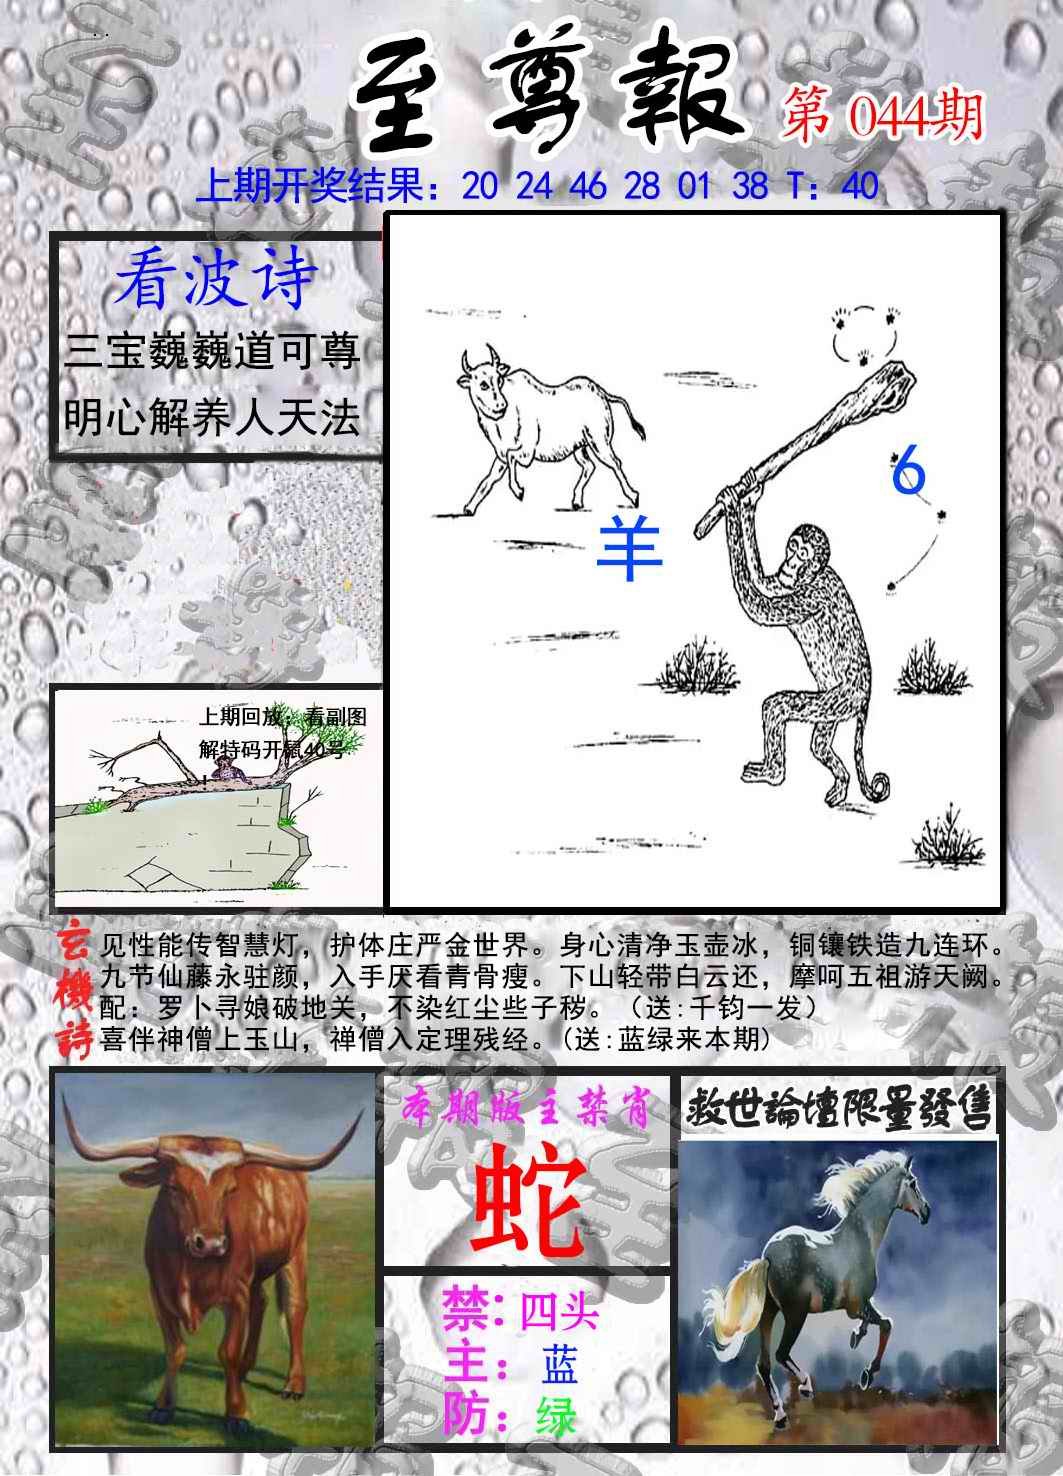 至尊報
第 044期
上期开奖结果：20 24 46 28 01 38 T：40
看波诗
三宝巍巍道可尊
明心解养人天法
6
羊
上期回放：看副图
解特码开鼠40号
！
玄機詩
见性能传智慧灯，护体庄严金世界。身心清净玉壶冰，铜镶铁造九连环。
九节仙藤永驻颜，入手厌看青骨瘦。下山轻带白云还，摩呵五祖游天阙。
配：罗卜寻娘破地关，不染红尘些子秽。（送:千钧一发）
喜伴神僧上玉山，禅僧入定理残经。(送:蓝绿来本期)
本期版主禁肖
蛇
禁：四头
主：蓝
防：绿
救世論壇限量發售